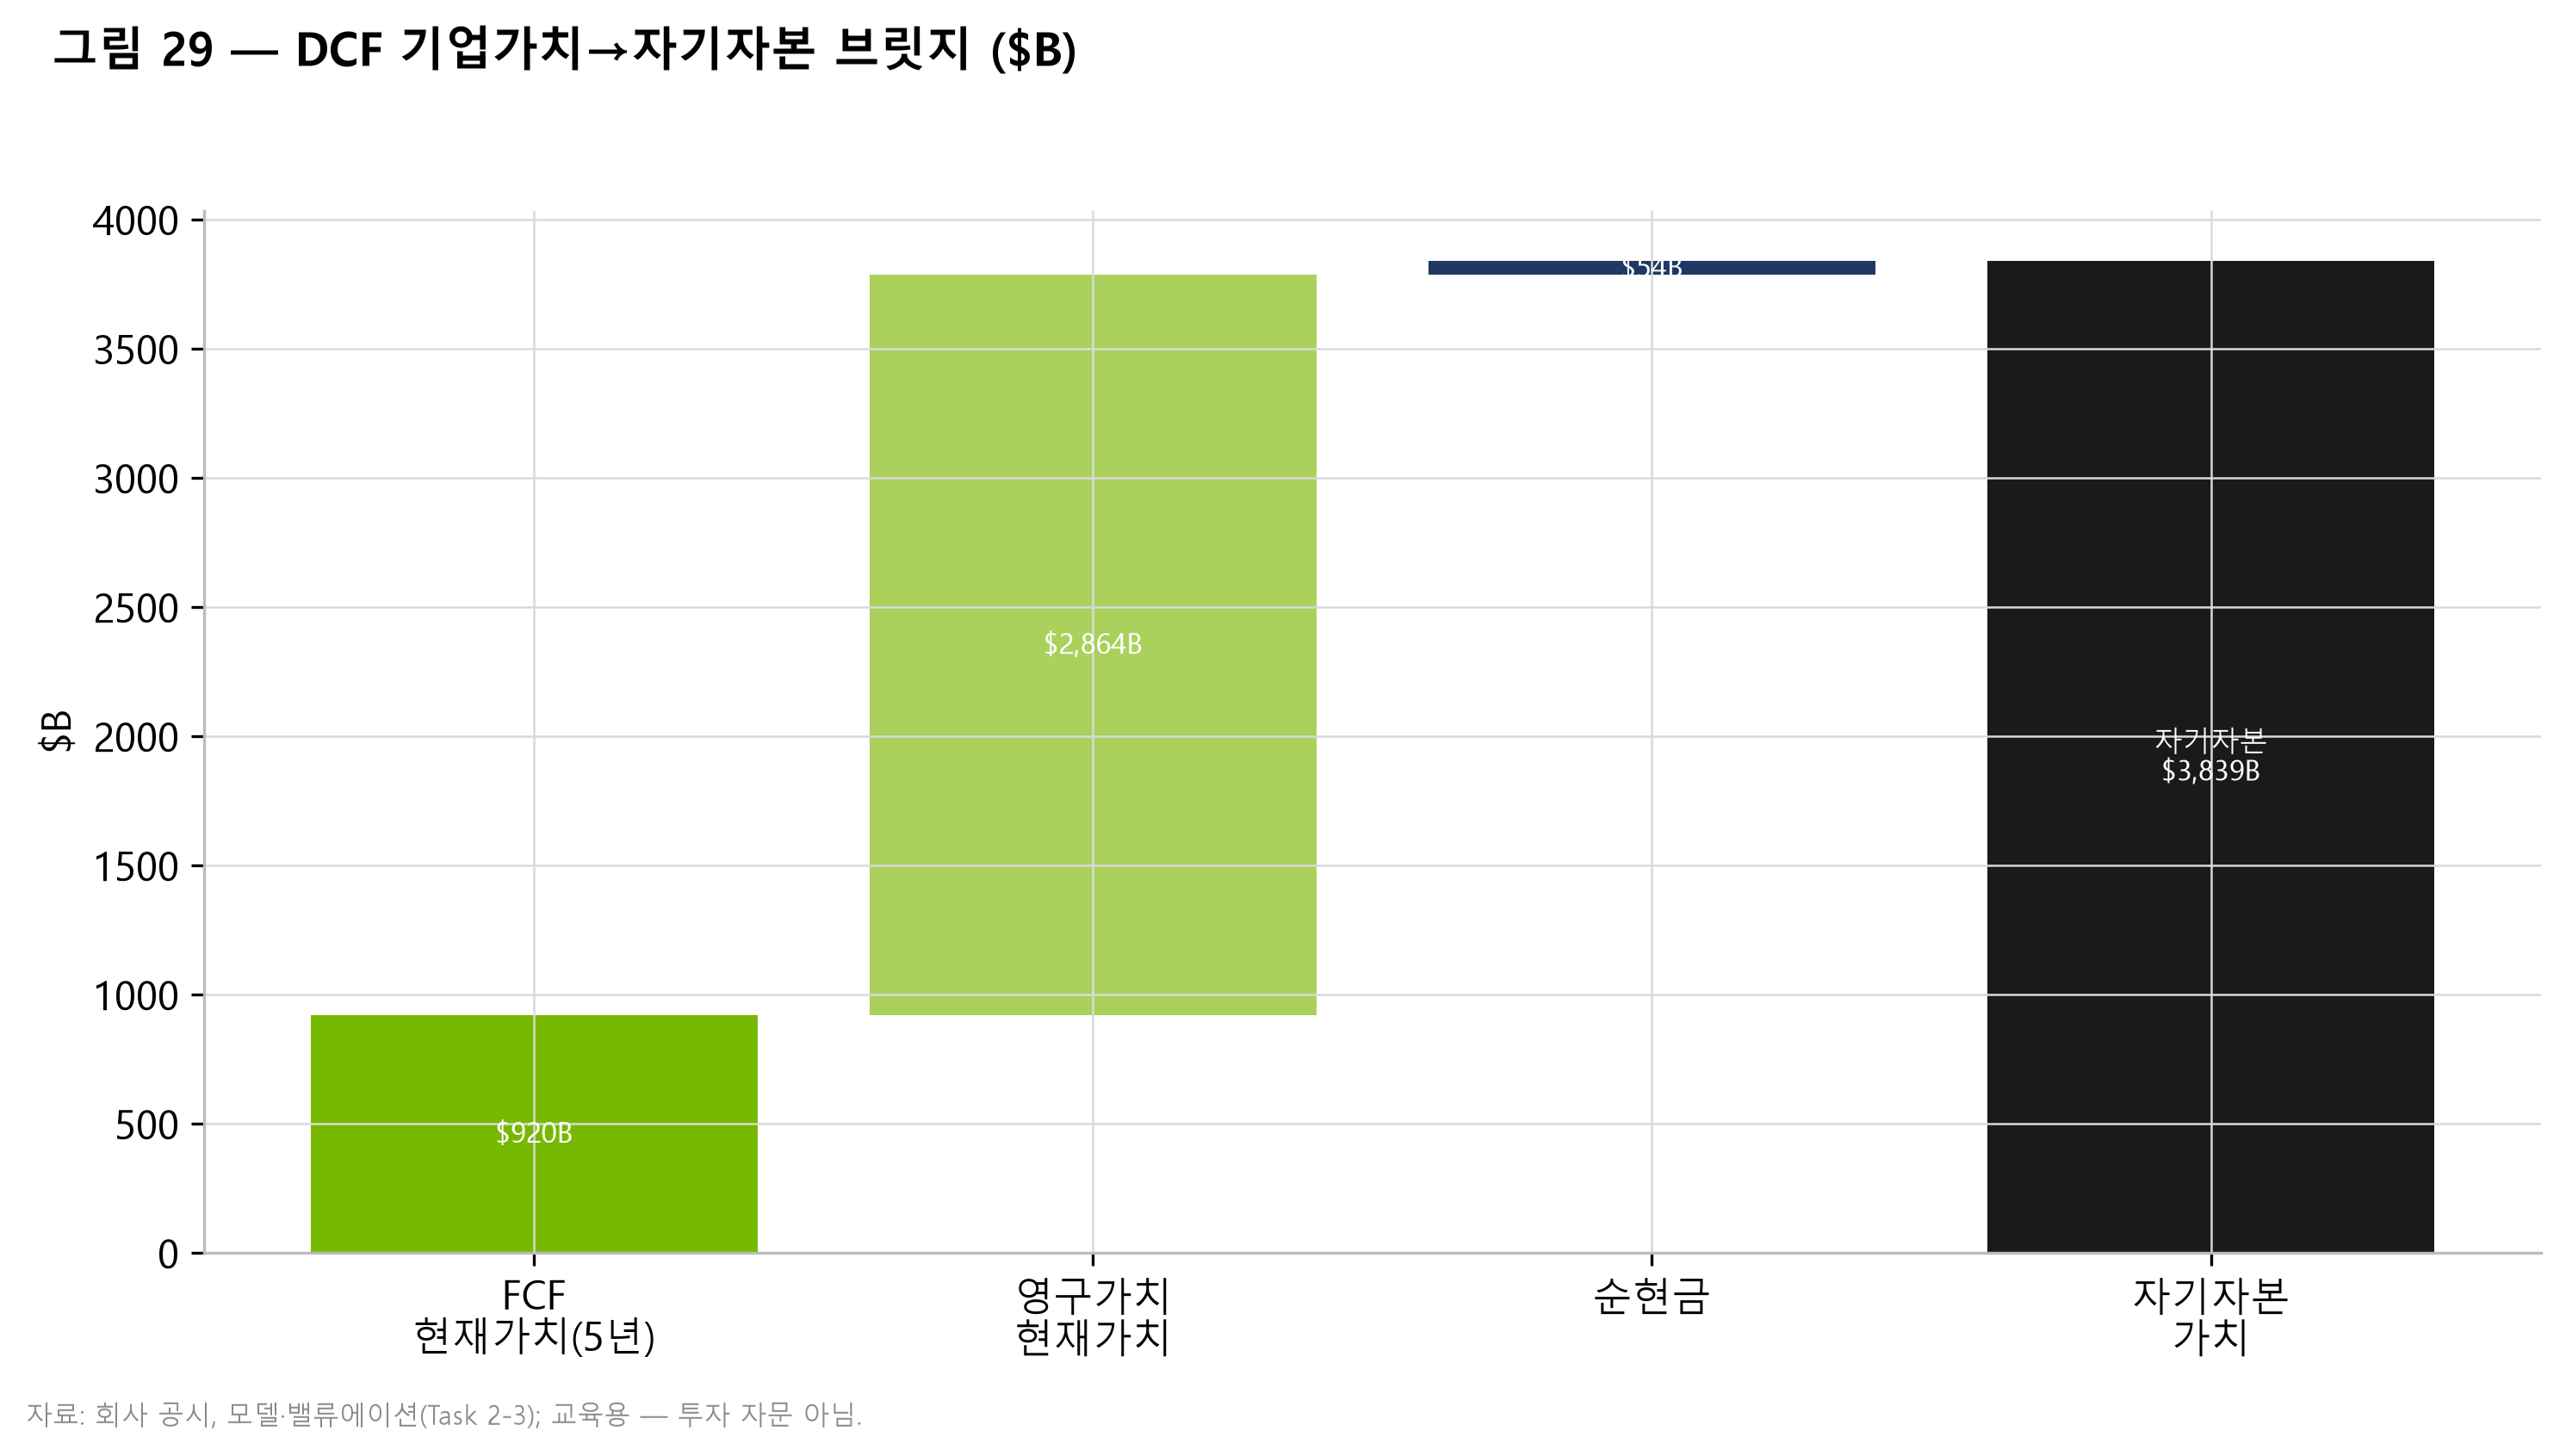 그림 29 — DCF 기업가치→자기자본 브릿지 ($B)
$B
4000
3500
3000
2500
2000
1500
1000
500
0
$920B
$2,864B
$54B
자기자본
$3,839B
FCF
현재가치(5년)
영구가치
현재가치
순현금
자기자본
가치
자료: 회사 공시, 모델·밸류에이션(Task 2-3); 교육용 — 투자 자문 아님.